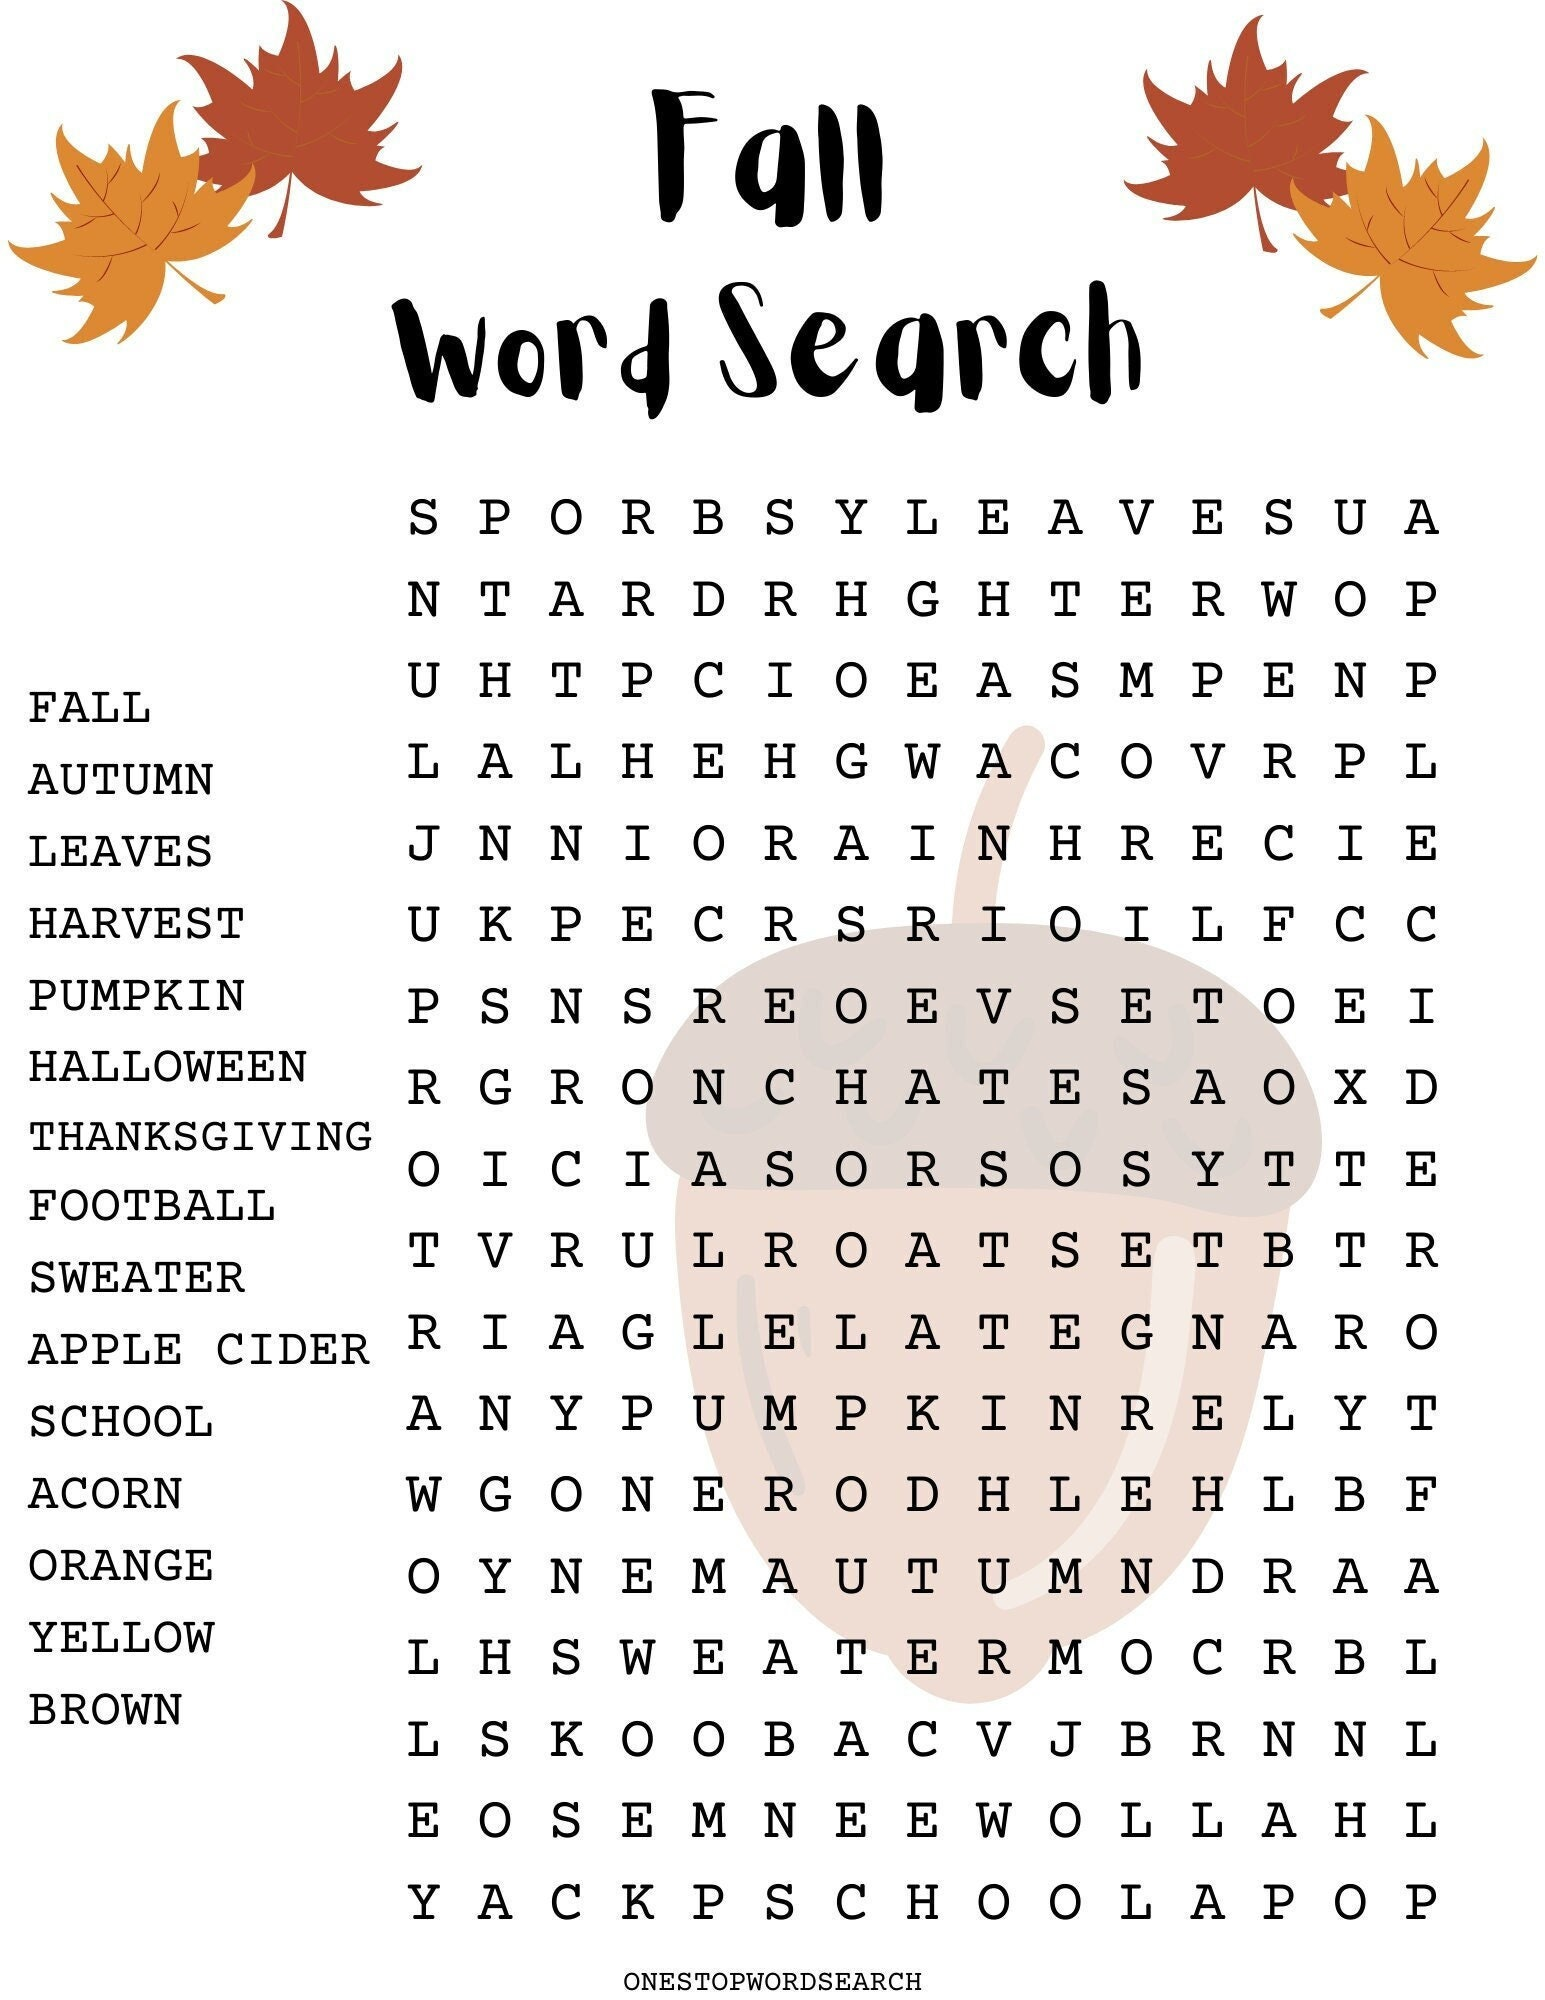 Fall
Word Search
S P O R B S Y L E A V E S U A
N T A R D R H G H T E R W O P
U H T P C I O E A S M P E N P
L A L H E H G W A C O V R P L
J N N I O R A I N H R E C I E
U K P E C R S R I O I L F C C
P S N S R E O E V S E T O E I
R G R O N C H A T E S A O X D
O I C I A S O R S O S Y T T E
T V R U L R O A T S E T B T R
R I A G L E L A T E G N A R O
A N Y P U M P K I N R E L Y T
W G O N E R O D H L E H L B F
O Y N E M A U T U M N D R A A
L H S W E A T E R M O C R B L
L S K O O B A C V J B R N N L
E O S E M N E E W O L L A H L
Y A C K P S C H O O L A P O P
FALL
AUTUMN
LEAVES
HARVEST
PUMPKIN
HALLOWEEN
THANKSGIVING
FOOTBALL
SWEATER
APPLE CIDER
SCHOOL
ACORN
ORANGE
YELLOW
BROWN
ONESTOPWORDSEARCH